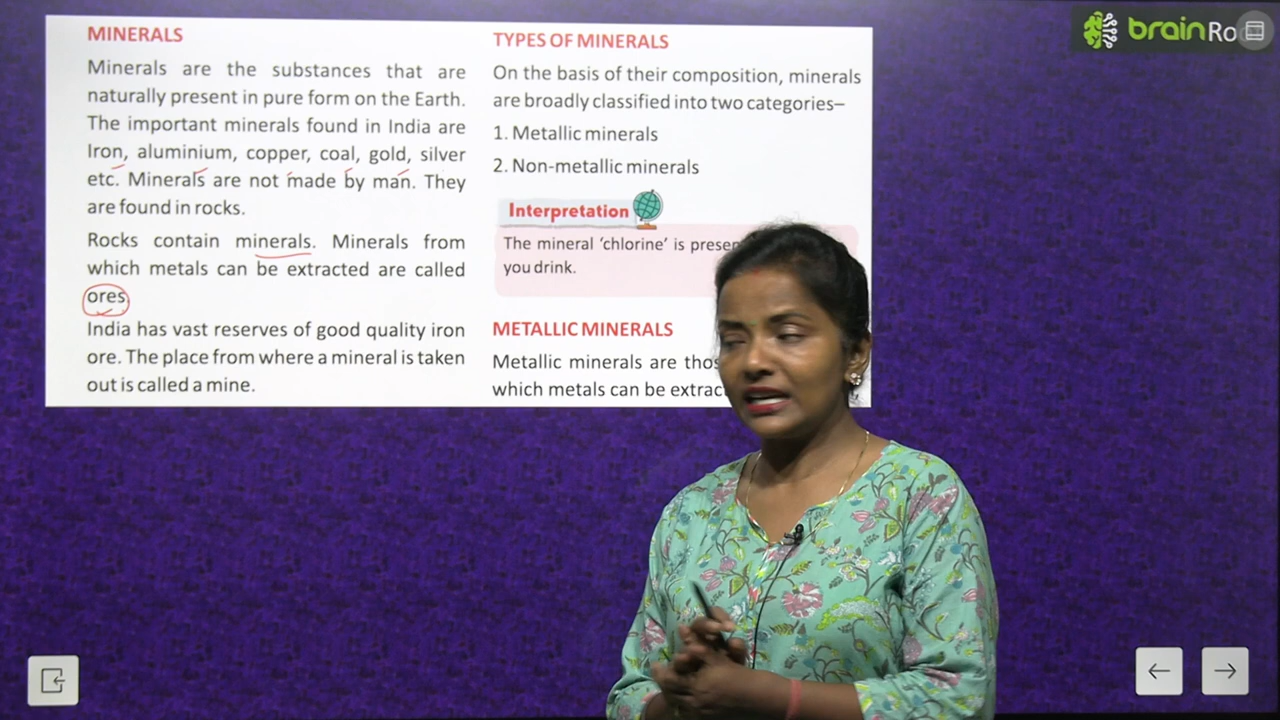 MINERALS
Minerals are the substances that are
naturally present in pure form on the Earth.
The important minerals found in India are
Iron, aluminium, copper, coal, gold, silver
etc. Minerals are not made by man. They
are found in rocks.
Rocks contain minerals. Minerals from
which metals can be extracted are called
ores.
India has vast reserves of good quality iron
ore. The place from where a mineral is taken
out is called a mine.
TYPES OF MINERALS
On the basis of their composition, minerals
are broadly classified into two categories–
1. Metallic minerals
2. Non-metallic minerals
Interpretation
The mineral ‘chlorine’ is
you drink.
METALLIC MINERALS
Metallic minerals are
which metals can be
brain